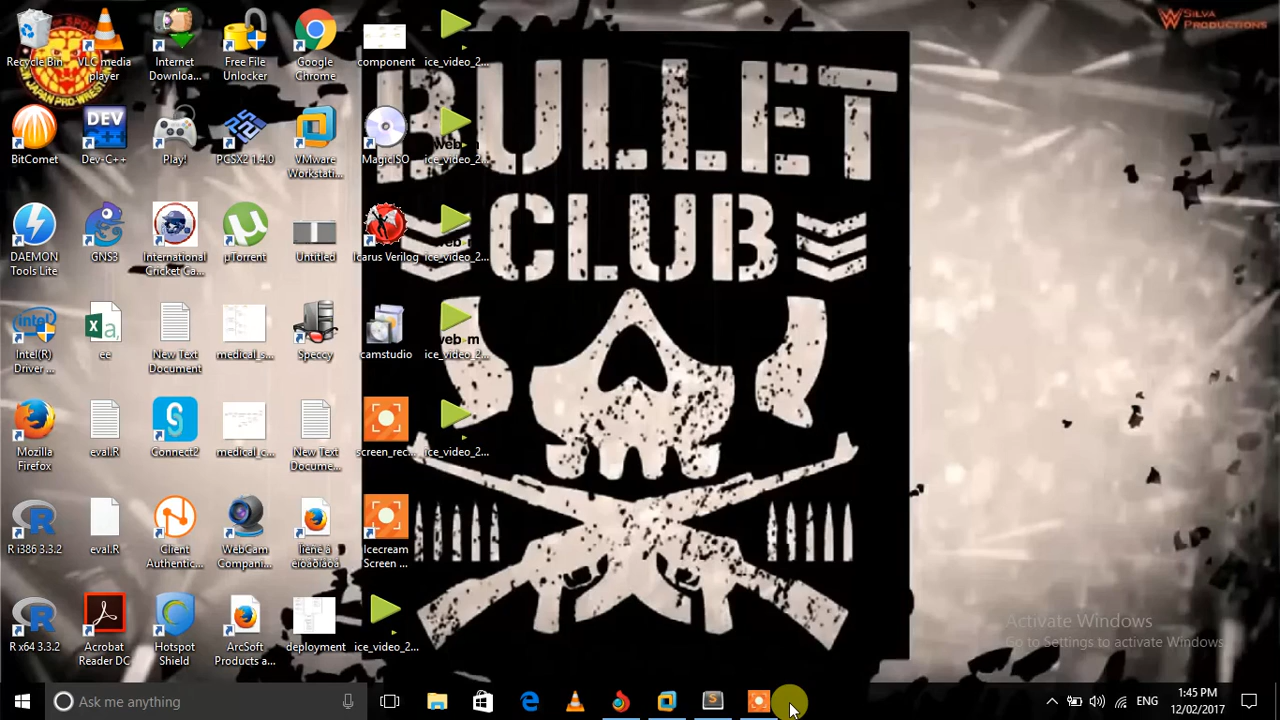 SILVA
PRODUCTIONS
BULLET
CLUB
Recycle Bin
VLC media
player
Internet
Downloa...
Free File
Unlocker
Google
Chrome
component
ice_video_2...
BitComet
DEV
Dev-C++
Play!
PCSX2 1.4.0
VMware
Workstati...
MagicISO
ice_video_2...
DAEMON
Tools Lite
GNS3
International
Cricket Ca...
µTorrent
Untitled
Icarus Verilog
ice_video_2...
Intel(R)
Driver ...
ee
New Text
Document
medical_s...
Speccy
camstudio
ice_video_2...
Mozilla
Firefox
eval.R
Connect2
medical_c...
New Text
Docume...
screen_rec...
ice_video_2...
R i386 3.3.2
eval.R
Client
Authentic...
WebCam
Compani...
Icecream
Screen ...
R x64 3.3.2
Acrobat
Reader DC
Hotspot
Shield
ArcSoft
Products a...
deployment
ice_video_2...
Activate Windows
Go to Settings to activate Windows.
Ask me anything
ENG
1:45 PM
12/02/2017